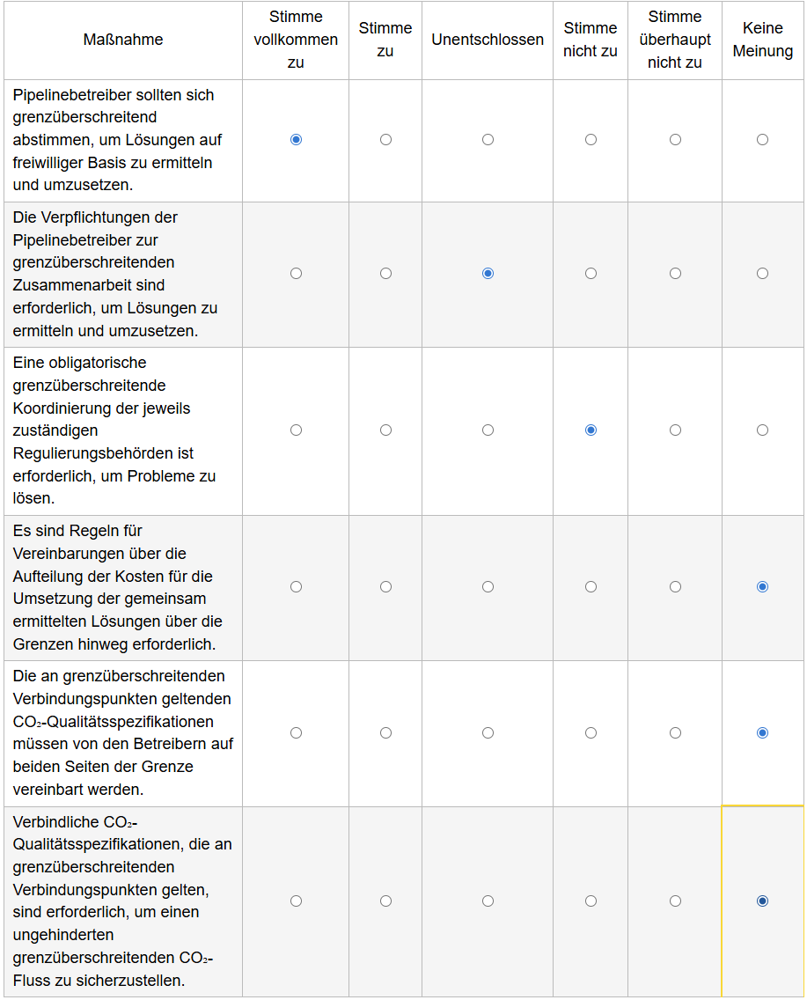 Maßnahme
Stimme
vollkommen
zu
Stimme
zu
Unentschlossen
Stimme
nicht zu
Stimme
überhaupt
nicht zu
Keine
Meinung
Pipelinebetreiber sollten sich
grenzüberschreitend
abstimmen, um Lösungen auf
freiwilliger Basis zu ermitteln
und umzusetzen.
Die Verpflichtungen der
Pipelinebetreiber zur
grenzüberschreitenden
Zusammenarbeit sind
erforderlich, um Lösungen zu
ermitteln und umzusetzen.
Eine obligatorische
grenzüberschreitende
Koordinierung der jeweils
zuständigen
Regulierungsbehörden ist
erforderlich, um Probleme zu
lösen.
Es sind Regeln für
Vereinbarungen über die
Aufteilung der Kosten für die
Umsetzung der gemeinsam
ermittelten Lösungen über die
Grenzen hinweg erforderlich.
Die an grenzüberschreitenden
Verbindungspunkten geltenden
CO₂-Qualitätsspezifikationen
müssen von den Betreibern auf
beiden Seiten der Grenze
vereinbart werden.
Verbindliche CO₂-
Qualitätsspezifikationen, die an
grenzüberschreitenden
Verbindungspunkten gelten,
sind erforderlich, um einen
ungehinderten
grenzüberschreitenden CO₂-
Fluss zu sicherzustellen.